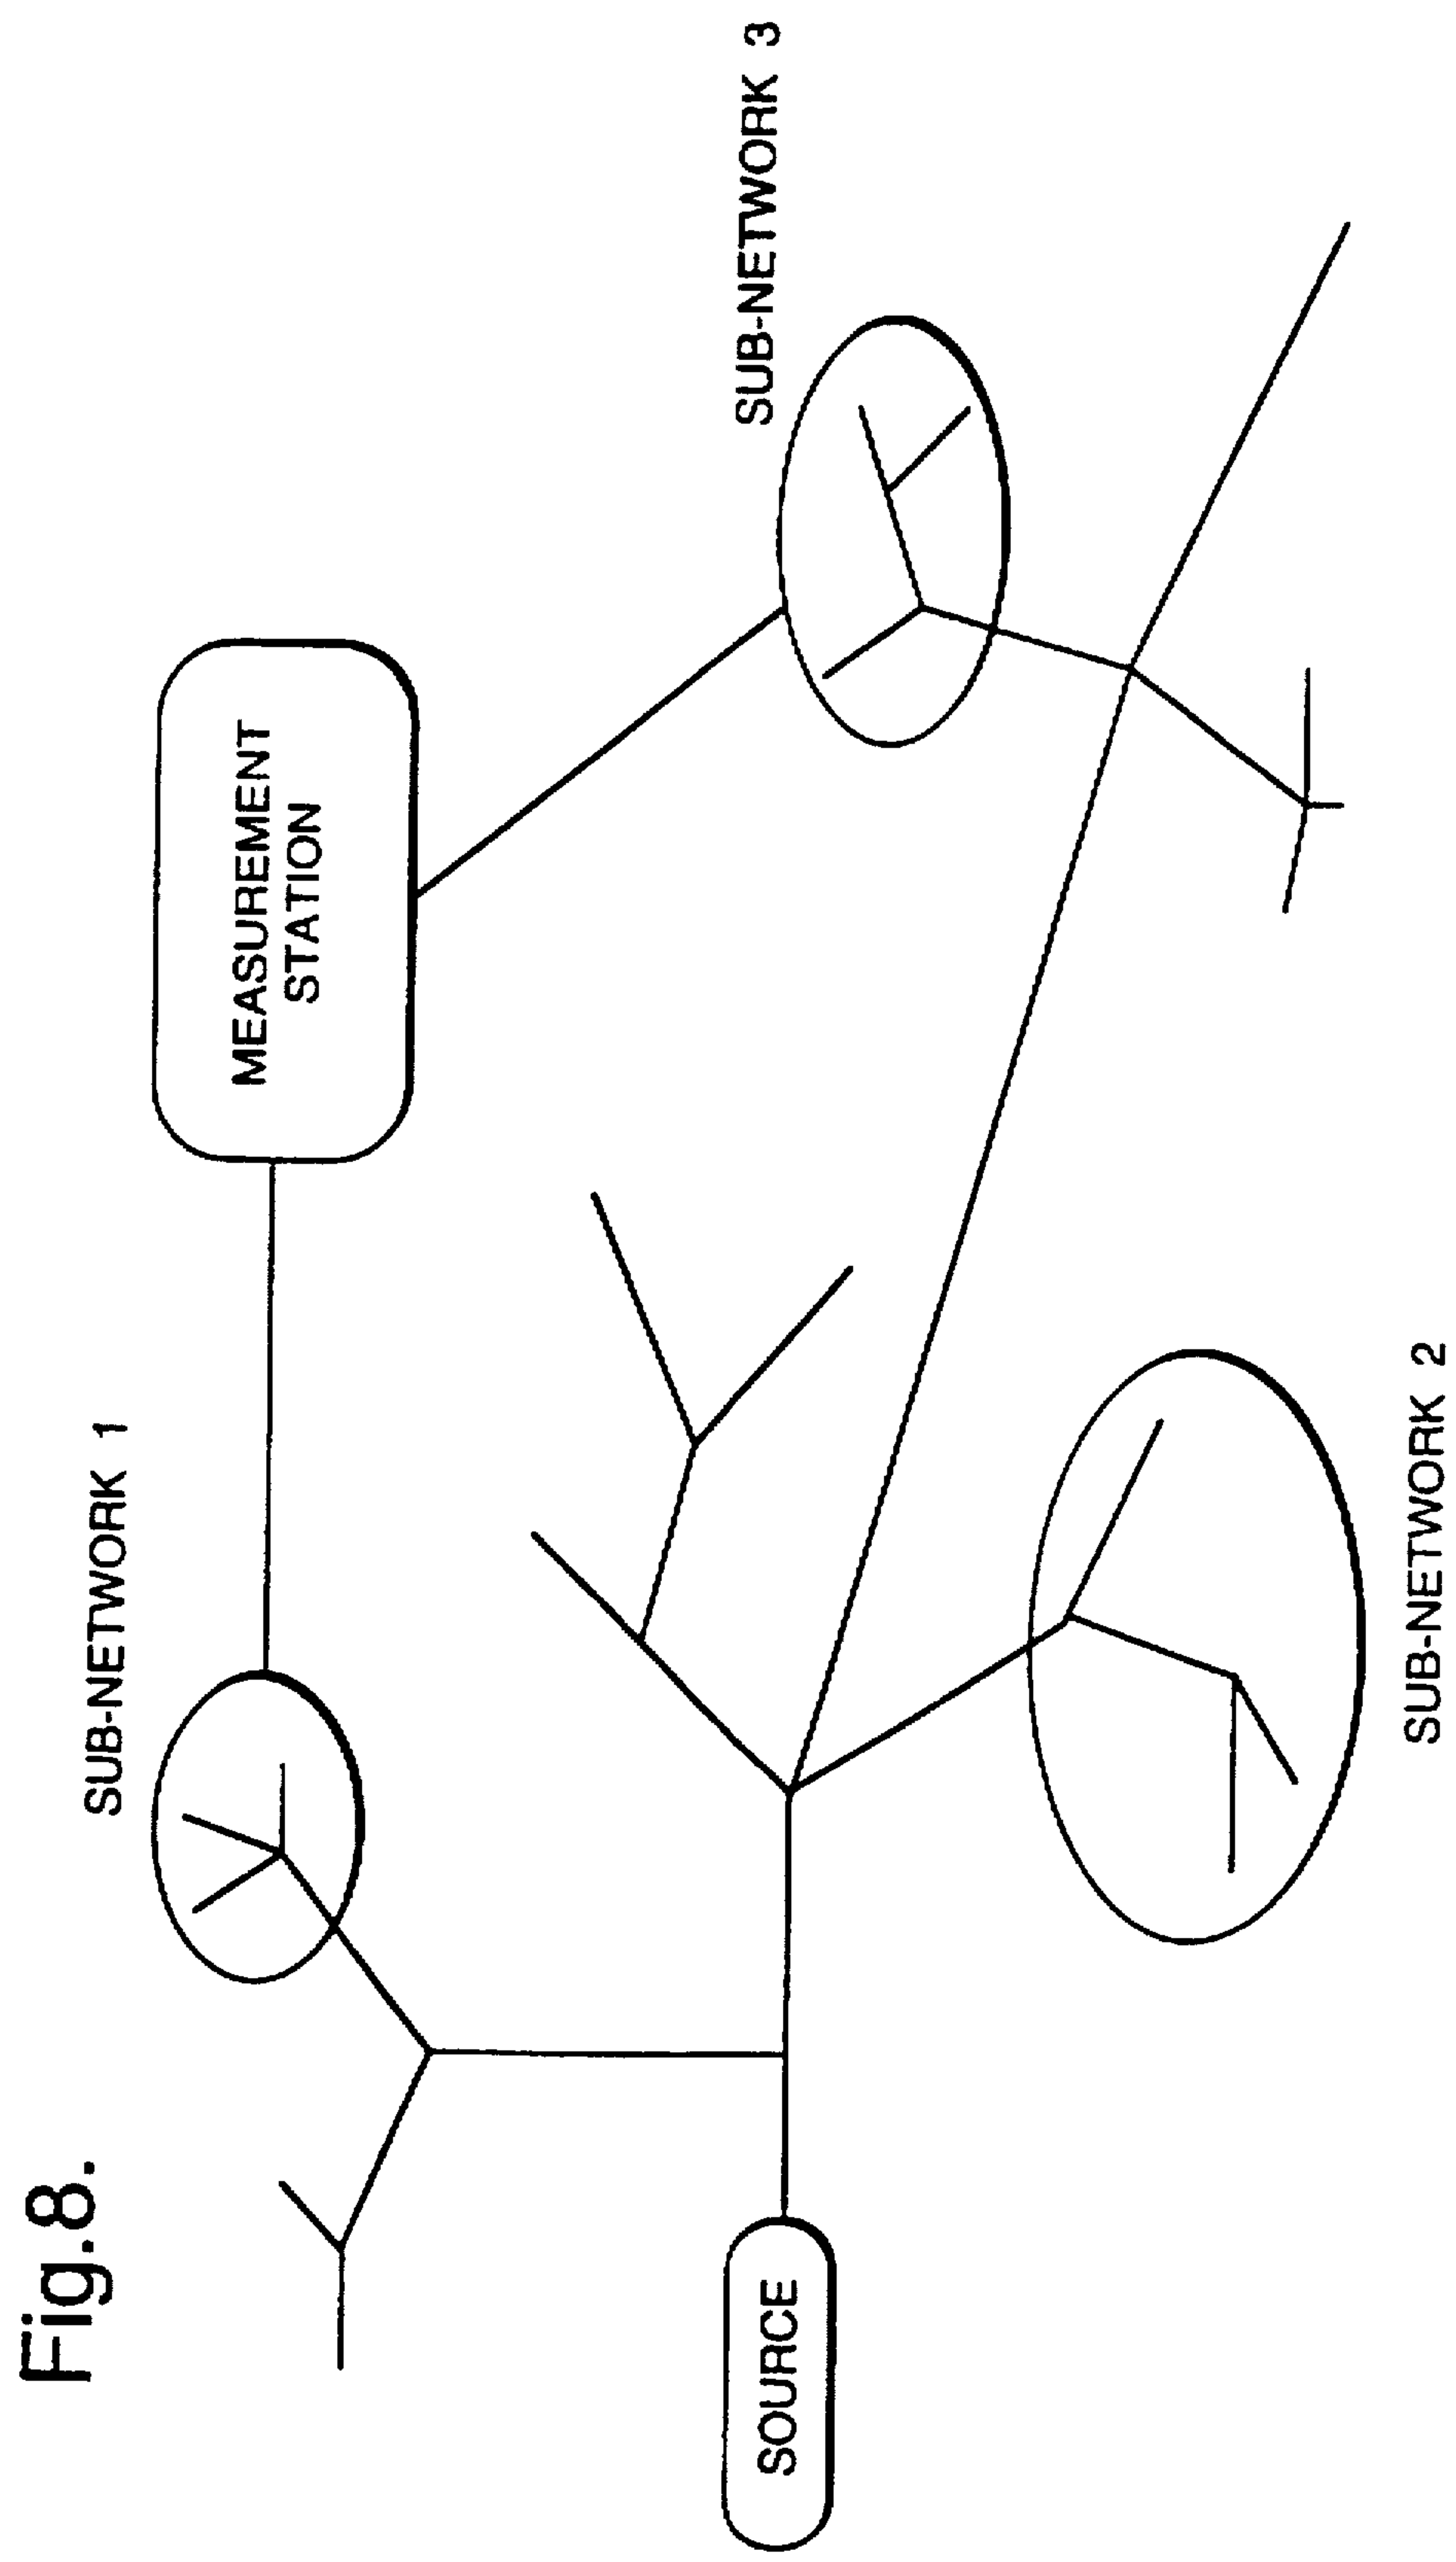 Fig.8.
SUB-NETWORK 1
MEASUREMENT
STATION
SUB-NETWORK 3
SOURCE
SUB-NETWORK 2